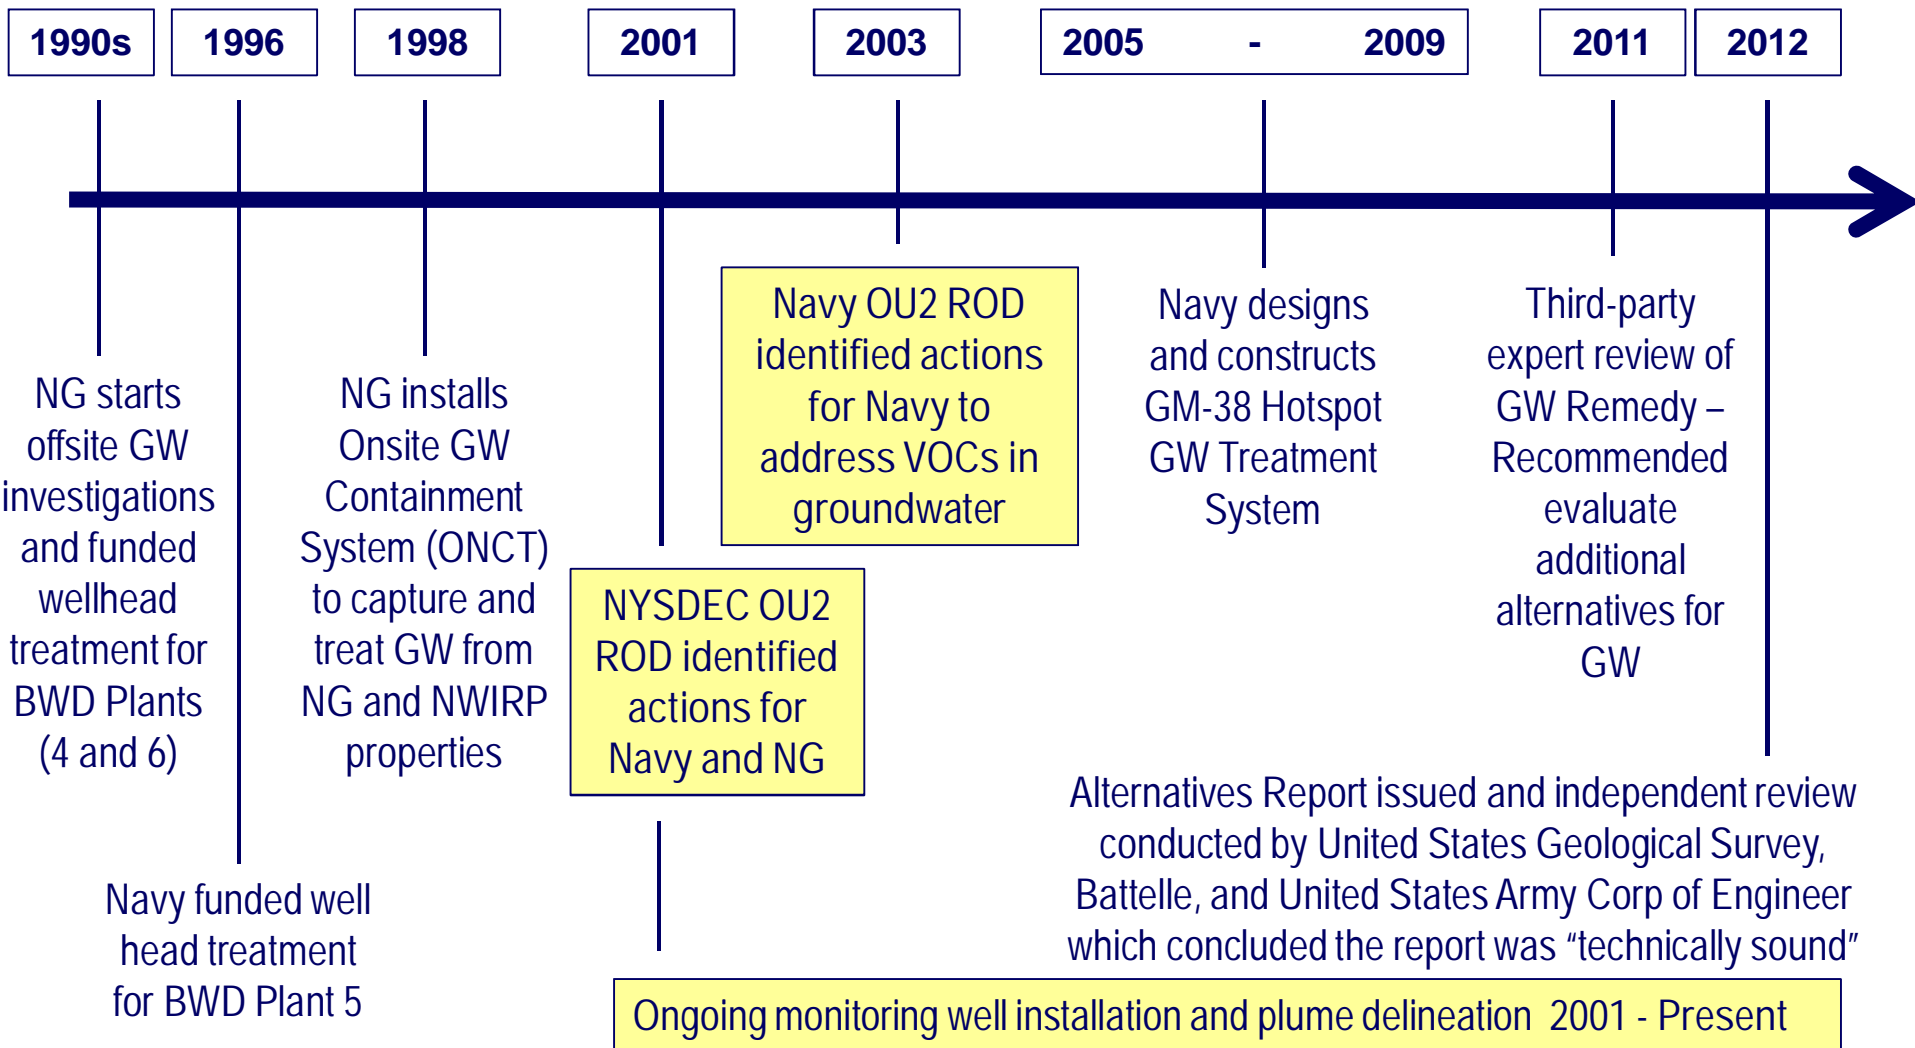 1990s
1996
1998
2001
2003
2005 - 2009
2011
2012
NG starts
offsite GW
investigations
and funded
wellhead
treatment for
BWD Plants
(4 and 6)
Navy funded well
head treatment
for BWD Plant 5
NG installs
Onsite GW
Containment
System (ONCT)
to capture and
treat GW from
NG and NWIRP
properties
NYSDEC OU2
ROD identified
actions for
Navy and NG
Navy OU2 ROD
identified actions
for Navy to
address VOCs in
groundwater
Navy designs
and constructs
GM-38 Hotspot
GW Treatment
System
Third-party
expert review of
GW Remedy –
Recommended
evaluate
additional
alternatives for
GW
Alternatives Report issued and independent review
conducted by United States Geological Survey,
Battelle, and United States Army Corp of Engineer
which concluded the report was “technically sound”
Ongoing monitoring well installation and plume delineation 2001 - Present